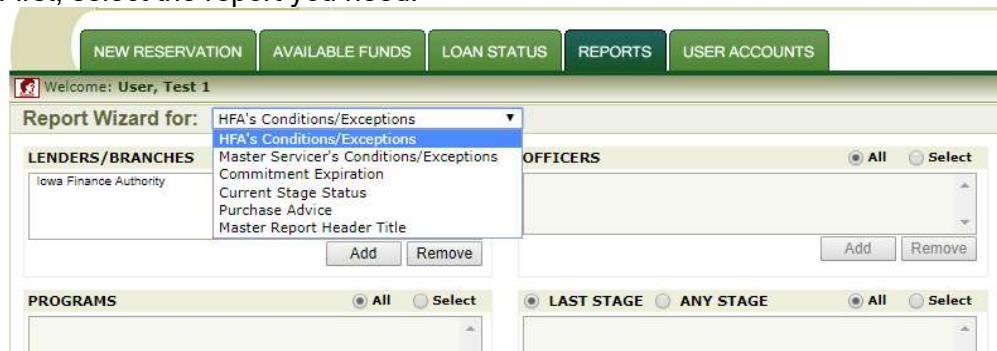 First, select the report you need.
NEW RESERVATION AVAILABLE FUNDS LOAN STATUS REPORTS USER ACCOUNTS
Welcome: User, Test 1
Report Wizard for: HFA's Conditions/Exceptions
HFA's Conditions/Exceptions
Master Servicer's Conditions/Exceptions
Commitment Expiration
Current Stage Status
Purchase Advice
Master Report Header Title
LENDERS/BRANCHES
Iowa Finance Authority
Add Remove
OFFICERS All Select
Add Remove
PROGRAMS All Select
LAST STAGE ANY STAGE All Select